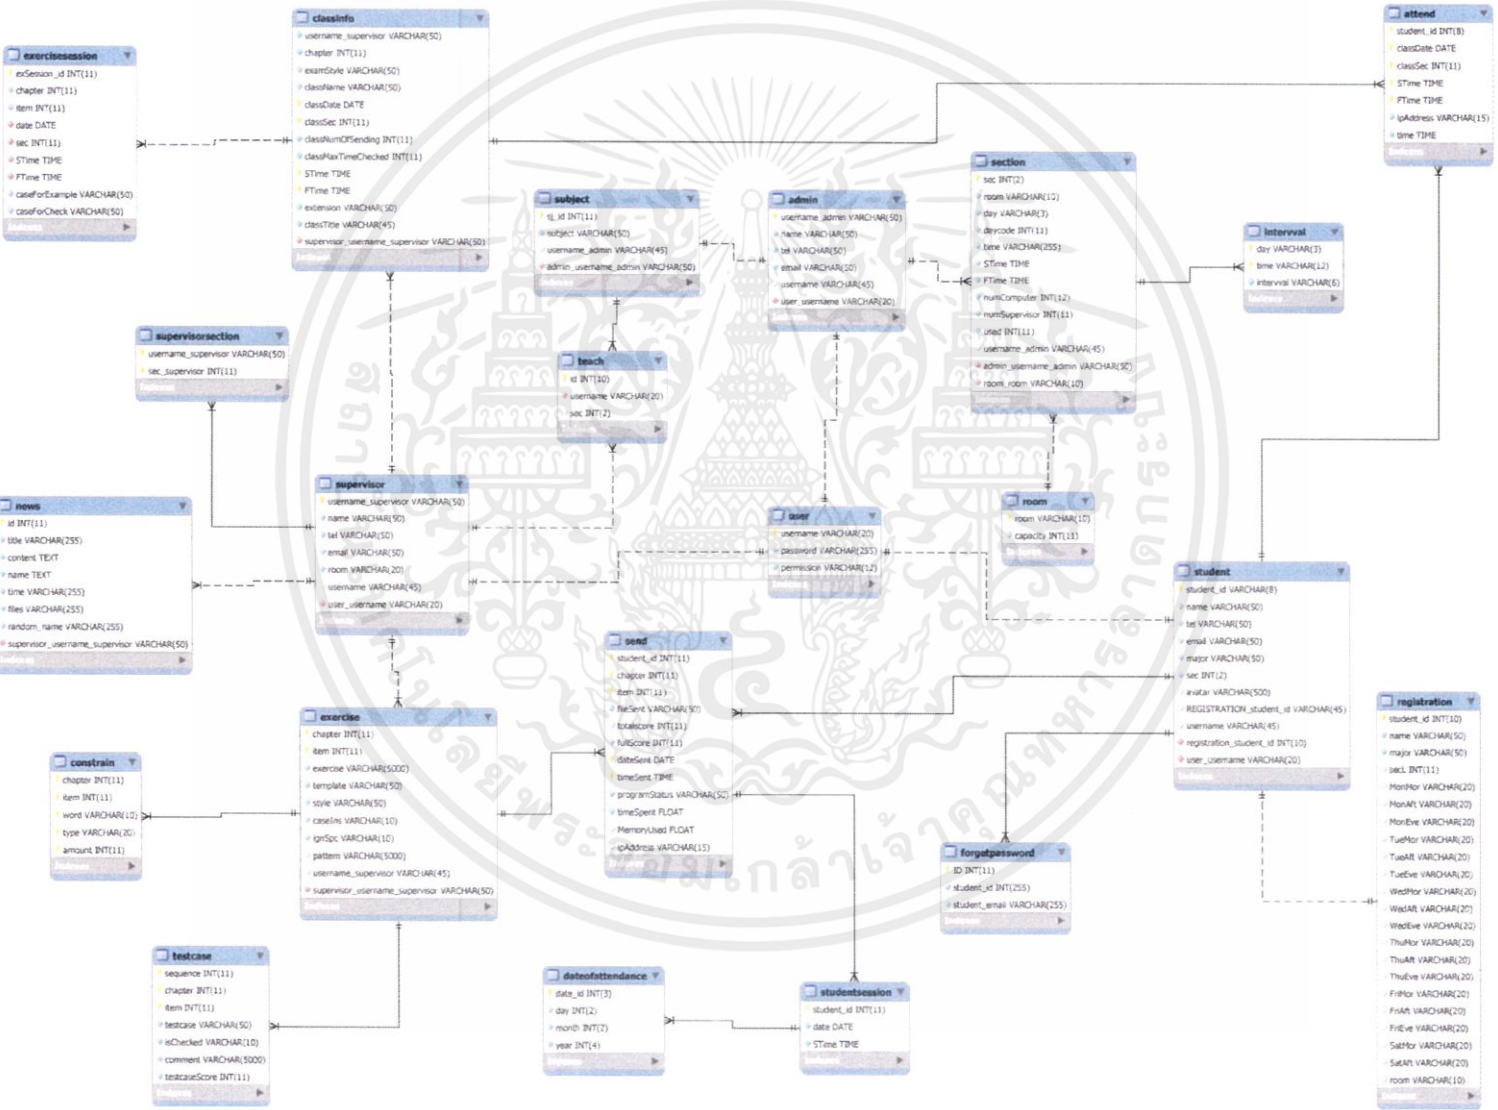 classinfo
username_supervisor VARCHAR(50)
chapter INT(11)
examStyle VARCHAR(50)
className VARCHAR(50)
classDate DATE
classSec INT(11)
classNumOfSending INT(11)
classMaxTimeChecked INT(11)
STime TIME
FTime TIME
extension VARCHAR(50)
classTitle VARCHAR(45)
supervisor_username_supervisor VARCHAR(50)
Indexes
attend
student_id INT(8)
classDate DATE
classSec INT(11)
STime TIME
FTime TIME
ipAddress VARCHAR(15)
time TIME
Indexes
exercisesession
exSession_id INT(11)
chapter INT(11)
item INT(11)
date DATE
sec INT(11)
STime TIME
FTime TIME
caseForExample VARCHAR(50)
caseForCheck VARCHAR(50)
Indexes
subject
sj_id INT(11)
subject VARCHAR(50)
username_admin VARCHAR(45)
admin_username_admin VARCHAR(50)
Indexes
admin
username_admin VARCHAR(50)
name VARCHAR(50)
tel VARCHAR(50)
email VARCHAR(50)
username VARCHAR(45)
user_username VARCHAR(20)
Indexes
section
sec INT(2)
room VARCHAR(10)
day VARCHAR(3)
daycode INT(11)
time VARCHAR(255)
STime TIME
FTime TIME
numComputer INT(12)
numSupervisor INT(11)
used INT(11)
username_admin VARCHAR(45)
admin_username_admin VARCHAR(50)
room_room VARCHAR(10)
Indexes
intervval
day VARCHAR(3)
time VARCHAR(12)
intervval VARCHAR(6)
Indexes
supervisorsection
username_supervisor VARCHAR(50)
sec_supervisor INT(11)
Indexes
teach
id INT(10)
username VARCHAR(20)
sec INT(2)
Indexes
supervisor
username_supervisor VARCHAR(50)
name VARCHAR(50)
tel VARCHAR(50)
email VARCHAR(50)
room VARCHAR(20)
username VARCHAR(45)
user_username VARCHAR(20)
Indexes
news
id INT(11)
title VARCHAR(255)
content TEXT
name TEXT
time VARCHAR(255)
files VARCHAR(255)
random_name VARCHAR(255)
supervisor_username_supervisor VARCHAR(50)
Indexes
user
username VARCHAR(20)
password VARCHAR(255)
permission VARCHAR(12)
Indexes
room
room VARCHAR(10)
capacity INT(11)
Indexes
student
student_id VARCHAR(8)
name VARCHAR(50)
tel VARCHAR(50)
email VARCHAR(50)
major VARCHAR(50)
sec INT(2)
avatar VARCHAR(500)
REGISTRATION_student_id VARCHAR(45)
username VARCHAR(45)
registration_student_id INT(10)
user_username VARCHAR(20)
Indexes
send
student_id INT(11)
chapter INT(11)
item INT(11)
fileSent VARCHAR(50)
totalscore INT(11)
fullScore INT(11)
dateSent DATE
timeSent TIME
programStatus VARCHAR(50)
timeSpent FLOAT
MemoryUsed FLOAT
ipAddress VARCHAR(15)
Indexes
registration
student_id INT(10)
name VARCHAR(50)
major VARCHAR(50)
secL INT(11)
MonMor VARCHAR(20)
MonAft VARCHAR(20)
MonEve VARCHAR(20)
TueMor VARCHAR(20)
TueAft VARCHAR(20)
TueEve VARCHAR(20)
WedMor VARCHAR(20)
WedAft VARCHAR(20)
WedEve VARCHAR(20)
ThuMor VARCHAR(20)
ThuAft VARCHAR(20)
ThuEve VARCHAR(20)
FriMor VARCHAR(20)
FriAft VARCHAR(20)
FriEve VARCHAR(20)
SatMor VARCHAR(20)
SatAft VARCHAR(20)
room VARCHAR(10)
Indexes
exercise
chapter INT(11)
item INT(11)
exercise VARCHAR(5000)
template VARCHAR(50)
style VARCHAR(50)
caseIns VARCHAR(10)
ignSpc VARCHAR(10)
pattern VARCHAR(5000)
username_supervisor VARCHAR(45)
supervisor_username_supervisor VARCHAR(50)
Indexes
constrain
chapter INT(11)
item INT(11)
word VARCHAR(10)
type VARCHAR(20)
amount INT(11)
Indexes
forgetpassword
ID INT(11)
student_id INT(255)
student_email VARCHAR(255)
Indexes
testcase
sequence INT(11)
chapter INT(11)
item INT(11)
testcase VARCHAR(50)
isChecked VARCHAR(10)
comment VARCHAR(5000)
testcaseScore INT(11)
Indexes
dateofattendance
date_id INT(3)
day INT(2)
month INT(2)
year INT(4)
Indexes
studentsession
student_id INT(11)
date DATE
STime TIME
Indexes